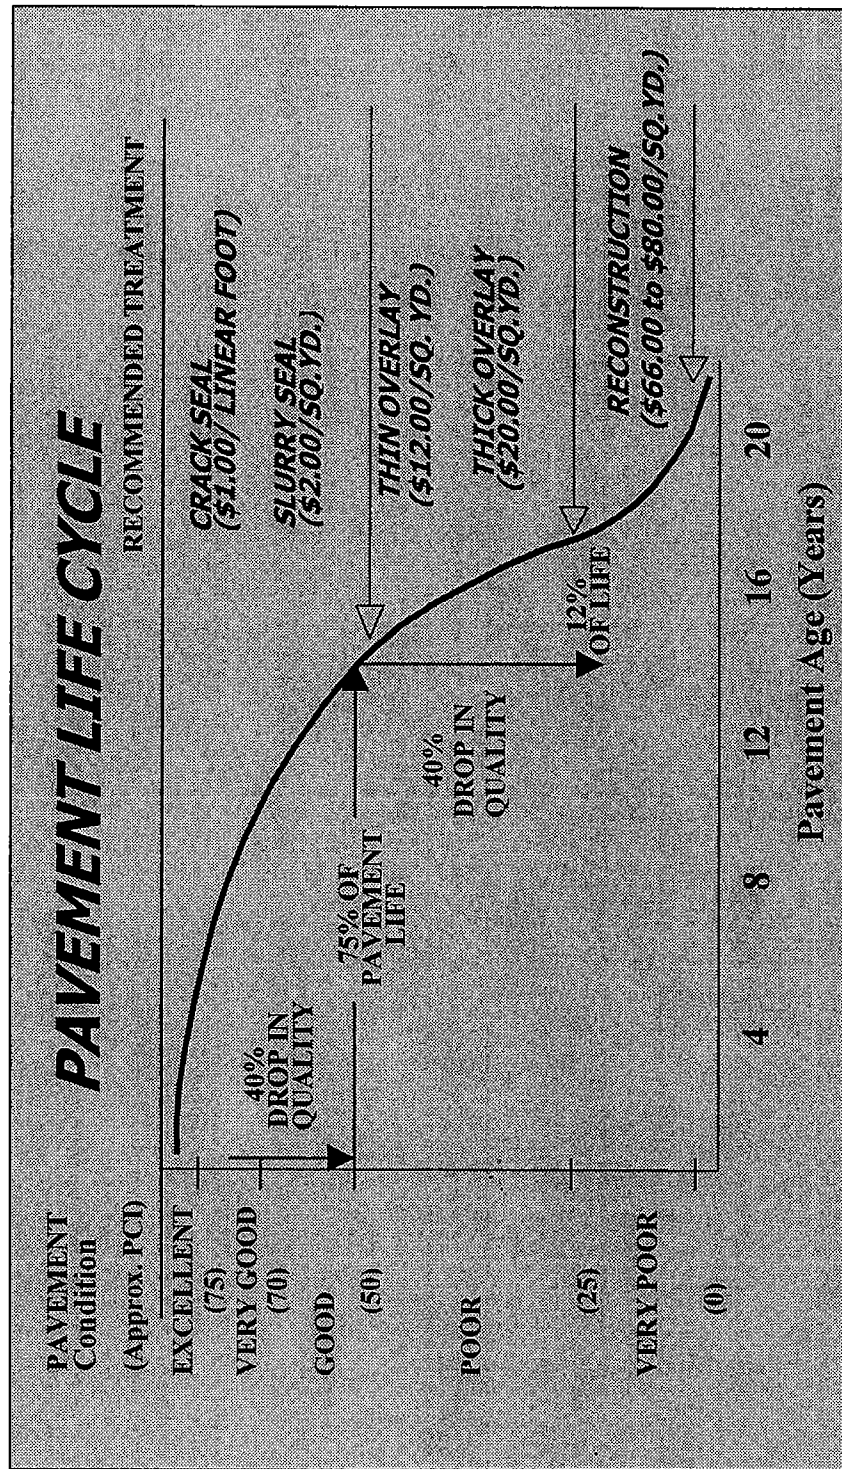 PAVEMENT LIFE CYCLE
PAVEMENT
Condition
(Approx. PCI)
RECOMMENDED TREATMENT
EXCELLENT
(75)
VERY GOOD
(70)
GOOD
(50)
POOR
(25)
VERY POOR
(0)
40%
DROP IN
QUALITY
75% OF
PAVEMENT
LIFE
40%
DROP IN
QUALITY
12%
OF LIFE
CRACK SEAL
($1.00/ LINEAR FOOT)
SLURRY SEAL
($2.00/SQ.YD.)
THIN OVERLAY
($12.00/SQ. YD.)
THICK OVERLAY
($20.00/SQ.YD.)
RECONSTRUCTION
($66.00 to $80.00/SQ.YD.)
4 8 12 16 20
Pavement Age (Years)